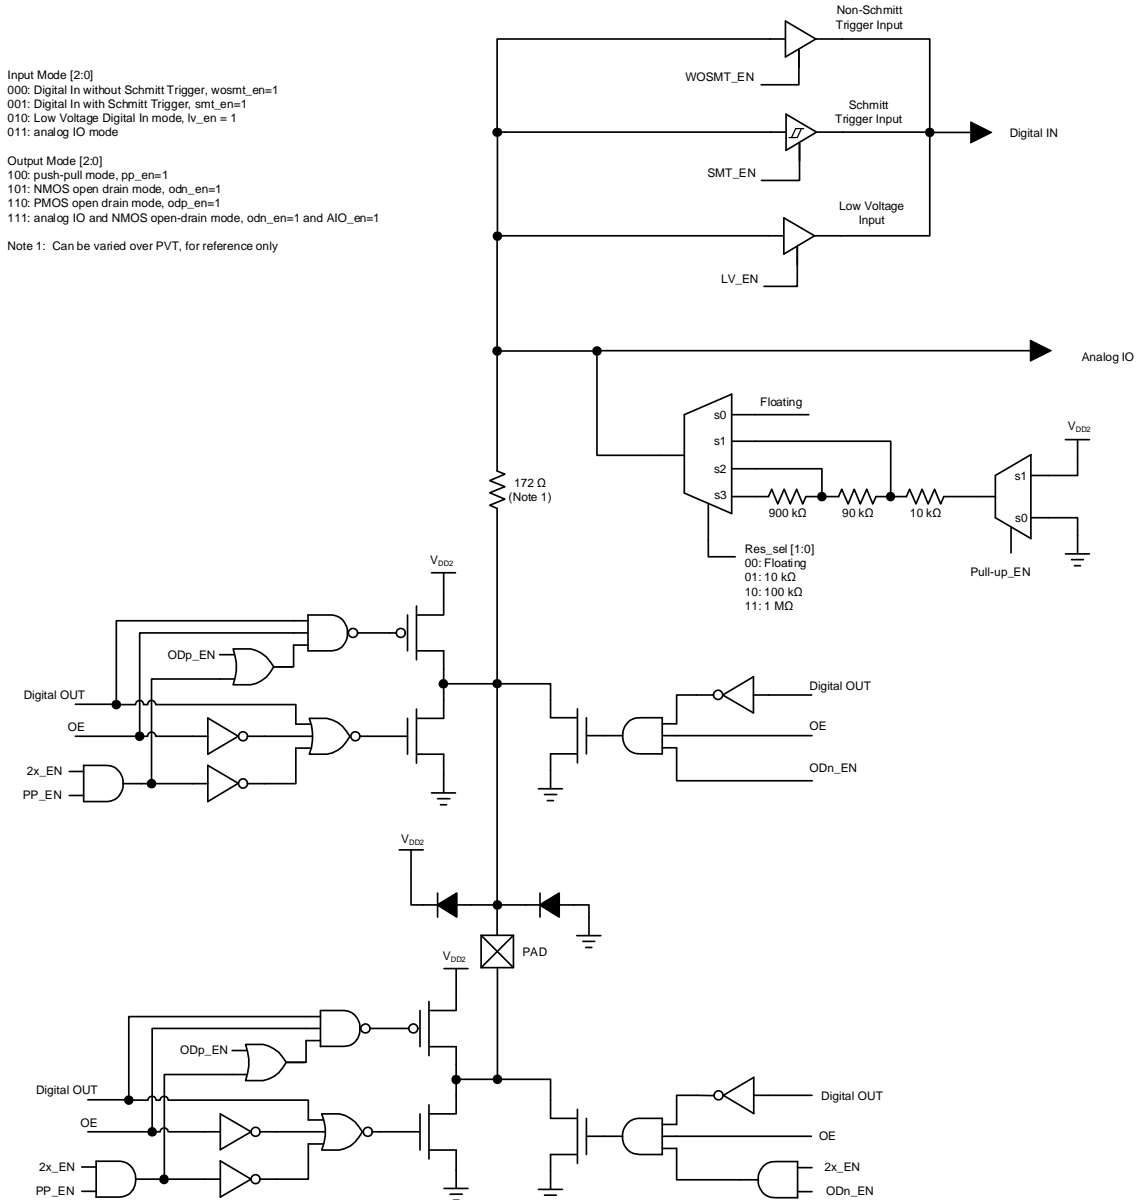 Non-Schmitt
Trigger Input
WOSMT_EN
Input Mode [2:0]
000: Digital In without Schmitt Trigger, wosmt_en=1
001: Digital In with Schmitt Trigger, smt_en=1
010: Low Voltage Digital In mode, lv_en = 1
011: analog IO mode
Output Mode [2:0]
100: push-pull mode, pp_en=1
101: NMOS open drain mode, odn_en=1
110: PMOS open drain mode, odp_en=1
111: analog IO and NMOS open-drain mode, odn_en=1 and AIO_en=1
Note 1: Can be varied over PVT, for reference only
Schmitt
Trigger Input
Digital IN
SMT_EN
Low Voltage
Input
LV_EN
Analog IO
s0
Floating
s1
s2
s3
900 kΩ
90 kΩ
10 kΩ
VDD2
s1
s0
Pull-up_EN
172 Ω
(Note 1)
Res_sel [1:0]
00: Floating
01: 10 kΩ
10: 100 kΩ
11: 1 MΩ
VDD2
ODp_EN
Digital OUT
OE
2x_EN
PP_EN
Digital OUT
OE
ODn_EN
VDD2
PAD
VDD2
ODp_EN
Digital OUT
OE
2x_EN
PP_EN
Digital OUT
OE
2x_EN
ODn_EN